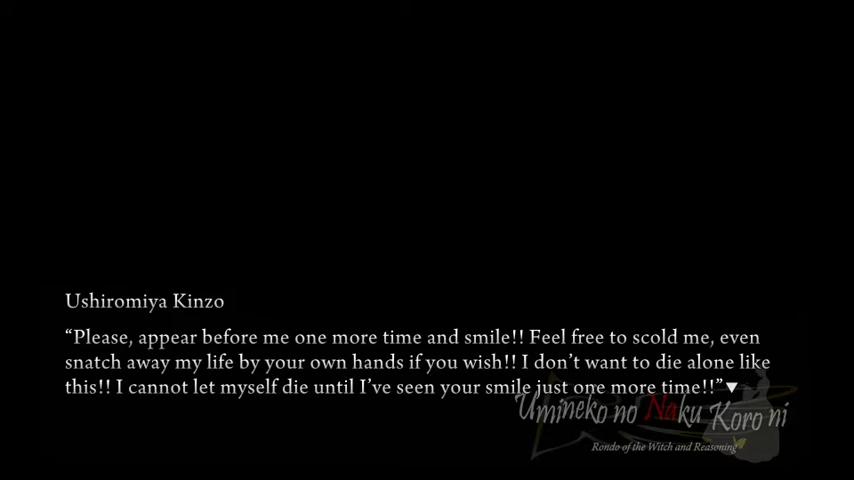 Ushiromiya Kinzo
“Please, appear before me one more time and smile!! Feel free to scold me, even
snatch away my life by your own hands if you wish!! I don’t want to die alone like
this!! I cannot let myself die until I’ve seen your smile just one more time!!”▼
Umineko no Naku Koro ni
Rondo of the Witch and Reasoning